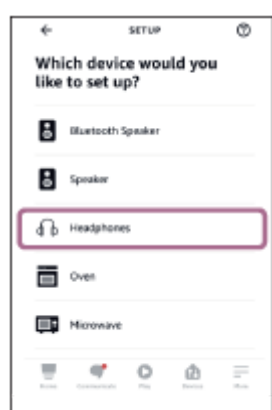 SETUP
Which device would you
like to set up?
Bluetooth Speaker
Speaker
Headphones
Oven
Microwave
Home
Communicate
Play
Devices
More